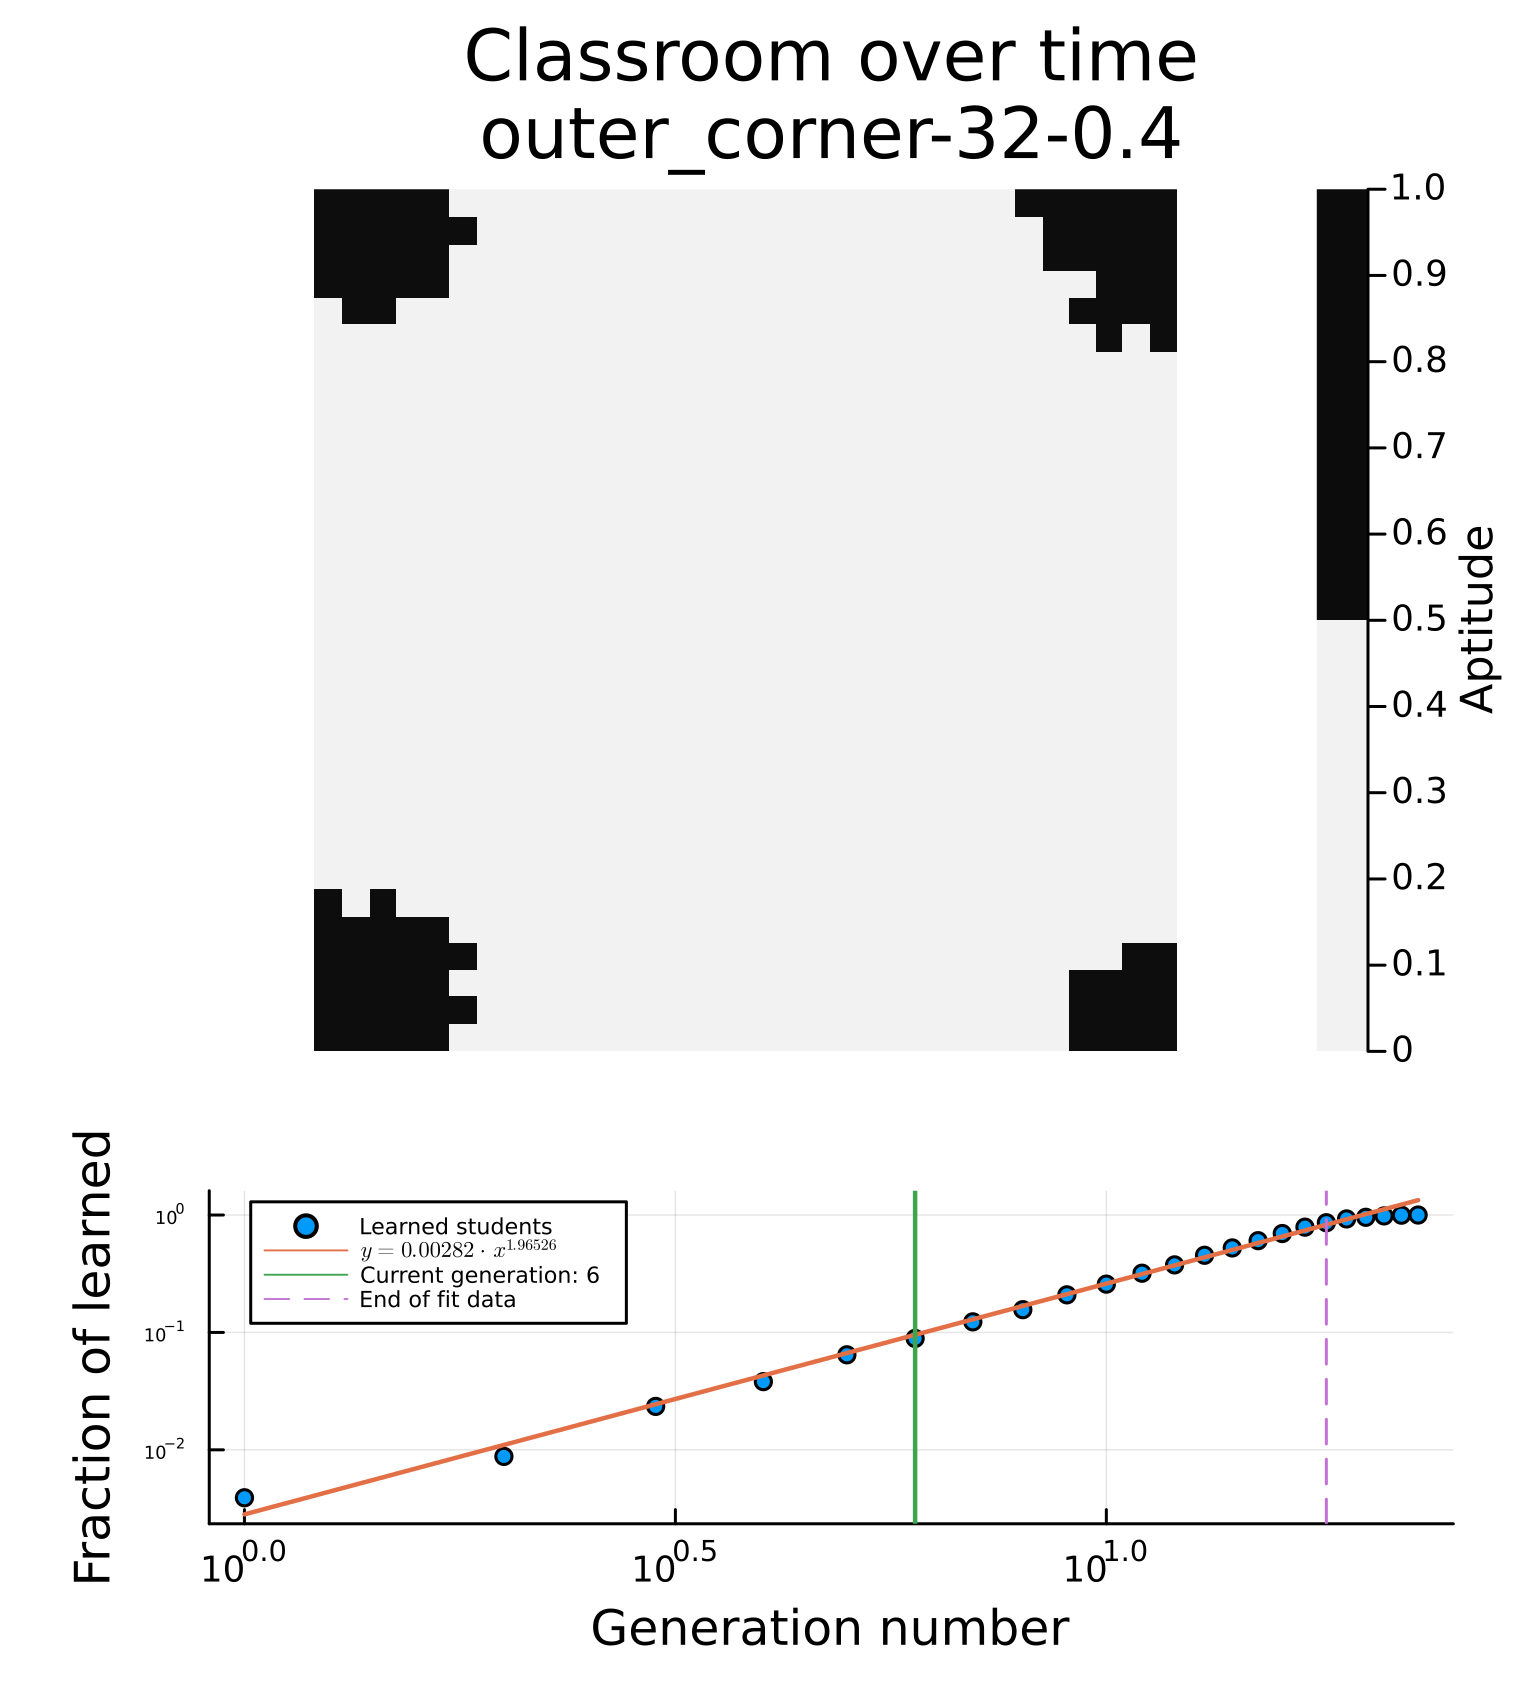 Classroom over time
outer_corner-32-0.4
1.0
0.9
0.8
0.7
0.6
0.5
0.4
0.3
0.2
0.1
0
Aptitude
Fraction of learned
10⁰
10⁻¹
10⁻²
Learned students
y = 0.00282 · x^1.96526
Current generation: 6
End of fit data
10^0.0
10^0.5
10^1.0
Generation number